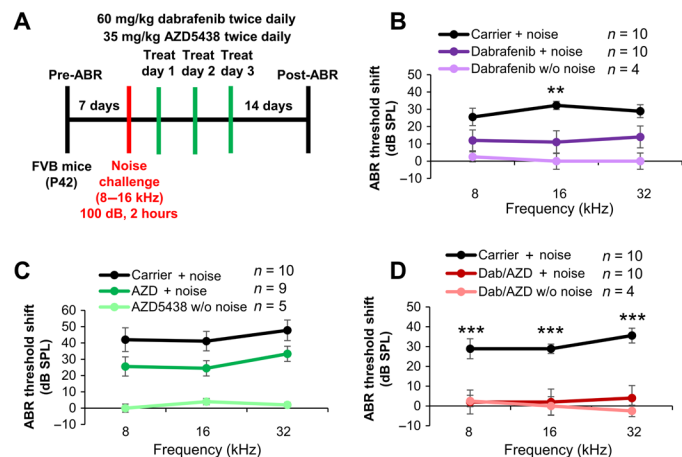 A
60 mg/kg dabrafenib twice daily
35 mg/kg AZD5438 twice daily
Treat day 1
Treat day 2
Treat day 3
Pre-ABR
Post-ABR
7 days
14 days
FVB mice
(P42)
Noise
challenge
(8–16 kHz)
100 dB, 2 hours
B
Carrier + noise n = 10
Dabrafenib + noise n = 10
Dabrafenib w/o noise n = 4
ABR threshold shift
(dB SPL)
60
50
40
30
20
10
0
–10
**
8 16 32
Frequency (kHz)
C
Carrier + noise n = 10
AZD + noise n = 9
AZD5438 w/o noise n = 5
ABR threshold shift
(dB SPL)
60
50
40
30
20
10
0
–10
8 16 32
Frequency (kHz)
D
Carrier + noise n = 10
Dab/AZD + noise n = 10
Dab/AZD w/o noise n = 4
ABR threshold shift
(dB SPL)
60
50
40
30
20
10
0
–10
*** *** ***
8 16 32
Frequency (kHz)